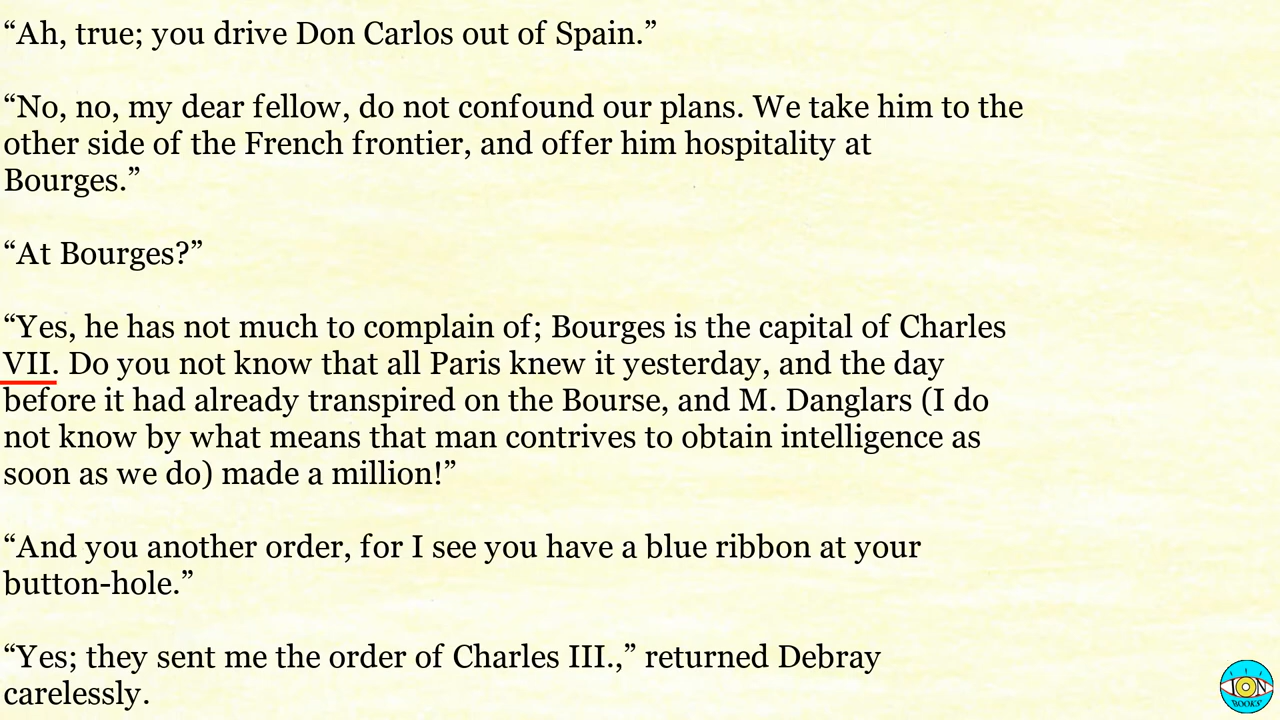 “Ah, true; you drive Don Carlos out of Spain.”
“No, no, my dear fellow, do not confound our plans. We take him to the
other side of the French frontier, and offer him hospitality at
Bourges.”
“At Bourges?”
“Yes, he has not much to complain of; Bourges is the capital of Charles
VII. Do you not know that all Paris knew it yesterday, and the day
before it had already transpired on the Bourse, and M. Danglars (I do
not know by what means that man contrives to obtain intelligence as
soon as we do) made a million!”
“And you another order, for I see you have a blue ribbon at your
button-hole.”
“Yes; they sent me the order of Charles III.,” returned Debray
carelessly.
ION
BOOKS